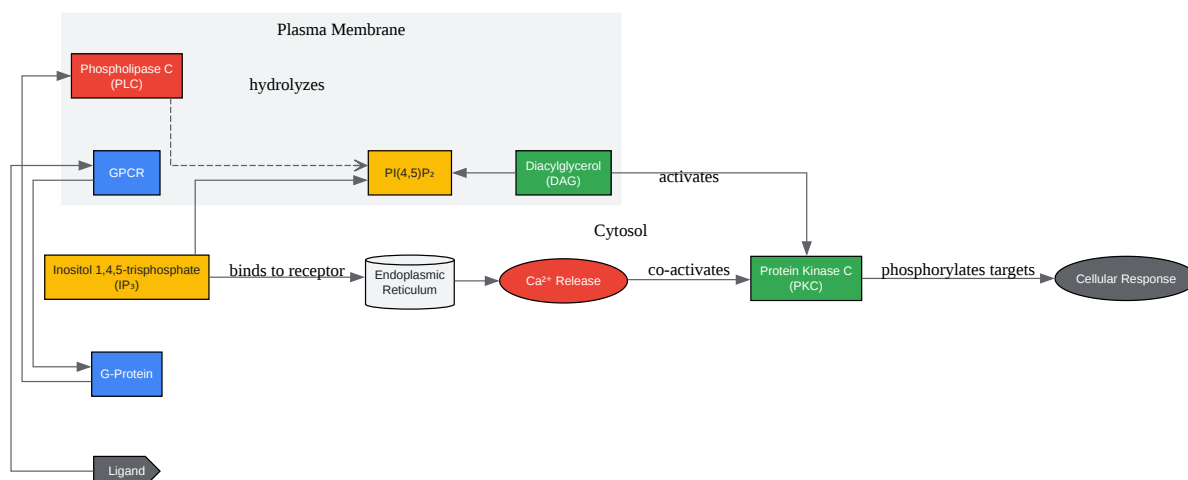 Plasma Membrane
Phospholipase C
(PLC)
hydrolyzes
GPCR
PI(4,5)P₂
Diacylglycerol
(DAG)
activates
Cytosol
Inositol 1,4,5-trisphosphate
(IP₃)
binds to receptor
Endoplasmic
Reticulum
Ca²⁺ Release
co-activates
Protein Kinase C
(PKC)
phosphorylates targets
Cellular Response
G-Protein
Ligand